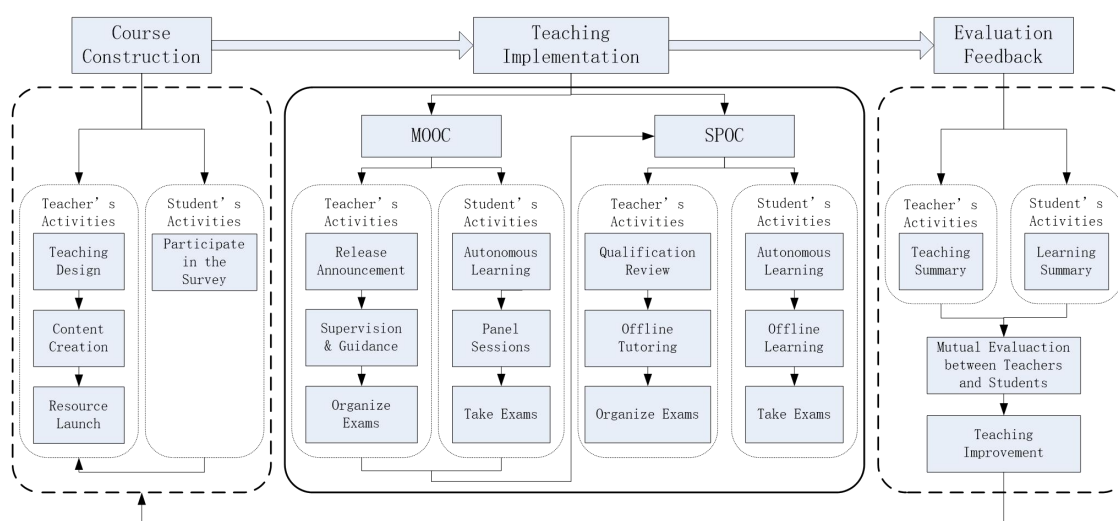 Course
Construction
Teaching
Implementation
Evaluation
Feedback
MOOC
SPOC
Teacher's
Activities
Teaching
Design
Content
Creation
Resource
Launch
Student's
Activities
Participate
in the
Survey
Teacher's
Activities
Release
Announcement
Supervision
& Guidance
Organize
Exams
Student's
Activities
Autonomous
Learning
Panel
Sessions
Take Exams
Teacher's
Activities
Qualification
Review
Offline
Tutoring
Organize Exams
Student's
Activities
Autonomous
Learning
Offline
Learning
Take Exams
Teacher's
Activities
Teaching
Summary
Student's
Activities
Learning
Summary
Mutual Evaluaction
between Teachers
and Students
Teaching
Improvement